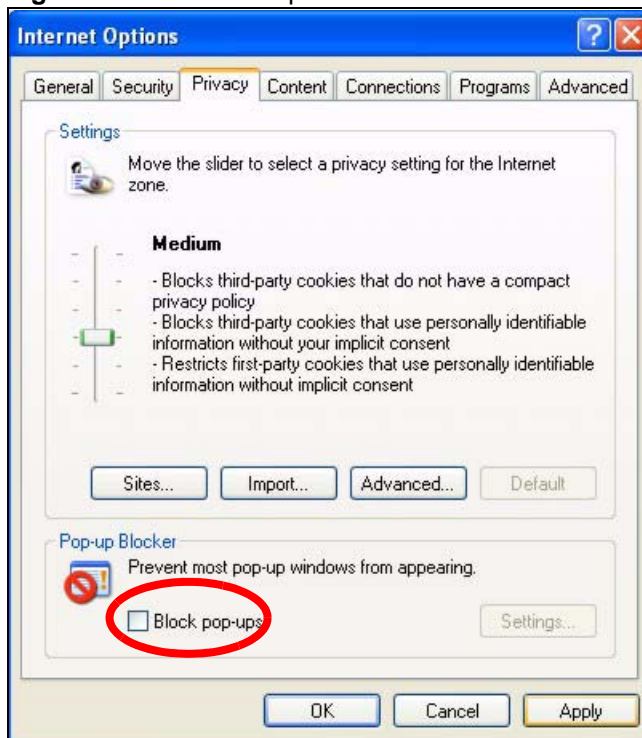 Internet Options
General Security Privacy Content Connections Programs Advanced
Settings
Move the slider to select a privacy setting for the Internet
zone.
Medium
- Blocks third-party cookies that do not have a compact
privacy policy
- Blocks third-party cookies that use personally identifiable
information without your implicit consent
- Restricts first-party cookies that use personally identifiable
information without implicit consent
Sites... Import... Advanced... Default
Pop-up Blocker
Prevent most pop-up windows from appearing.
Block pop-ups Settings...
OK Cancel Apply